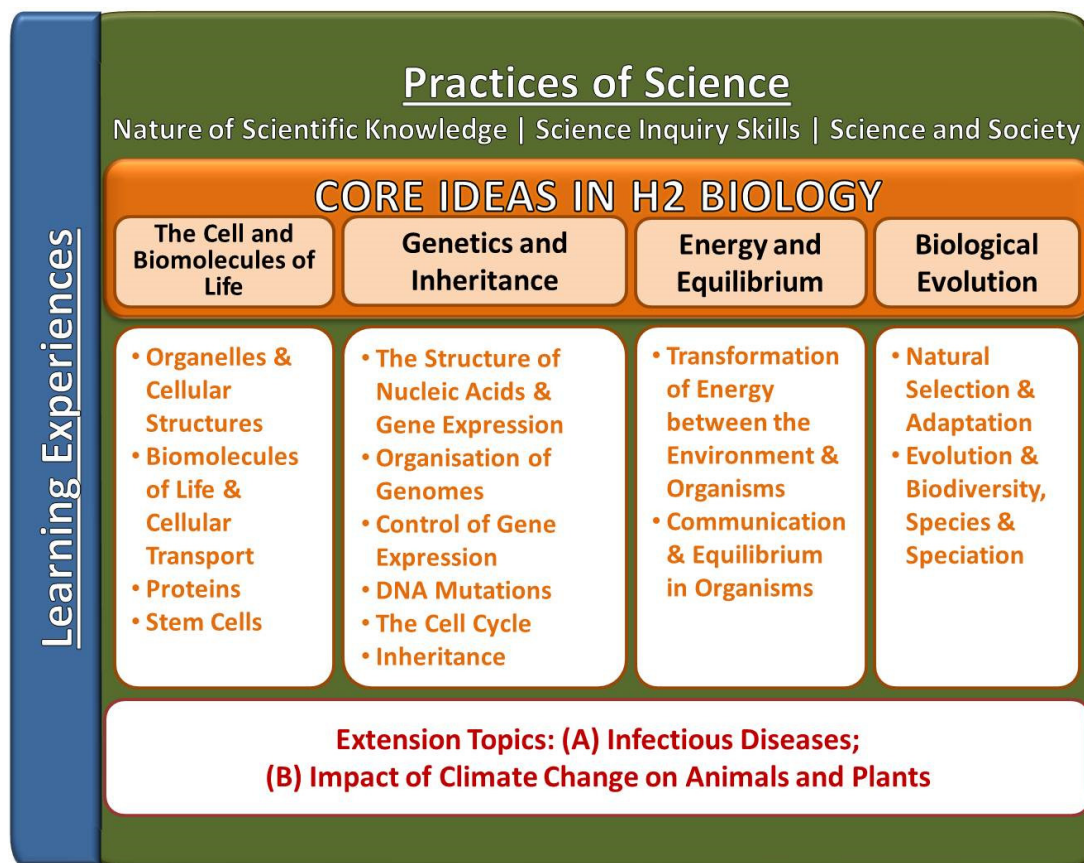 Learning Experiences
Practices of Science
Nature of Scientific Knowledge | Science Inquiry Skills | Science and Society
CORE IDEAS IN H2 BIOLOGY
The Cell and
Biomolecules of
Life
Genetics and
Inheritance
Energy and
Equilibrium
Biological
Evolution
• Organelles &
Cellular
Structures
• Biomolecules
of Life &
Cellular
Transport
• Proteins
• Stem Cells
• The Structure of
Nucleic Acids &
Gene Expression
• Organisation of
Genomes
• Control of Gene
Expression
• DNA Mutations
• The Cell Cycle
• Inheritance
• Transformation
of Energy
between the
Environment &
Organisms
• Communication
& Equilibrium
in Organisms
• Natural
Selection &
Adaptation
• Evolution &
Biodiversity,
Species &
Speciation
Extension Topics: (A) Infectious Diseases;
(B) Impact of Climate Change on Animals and Plants